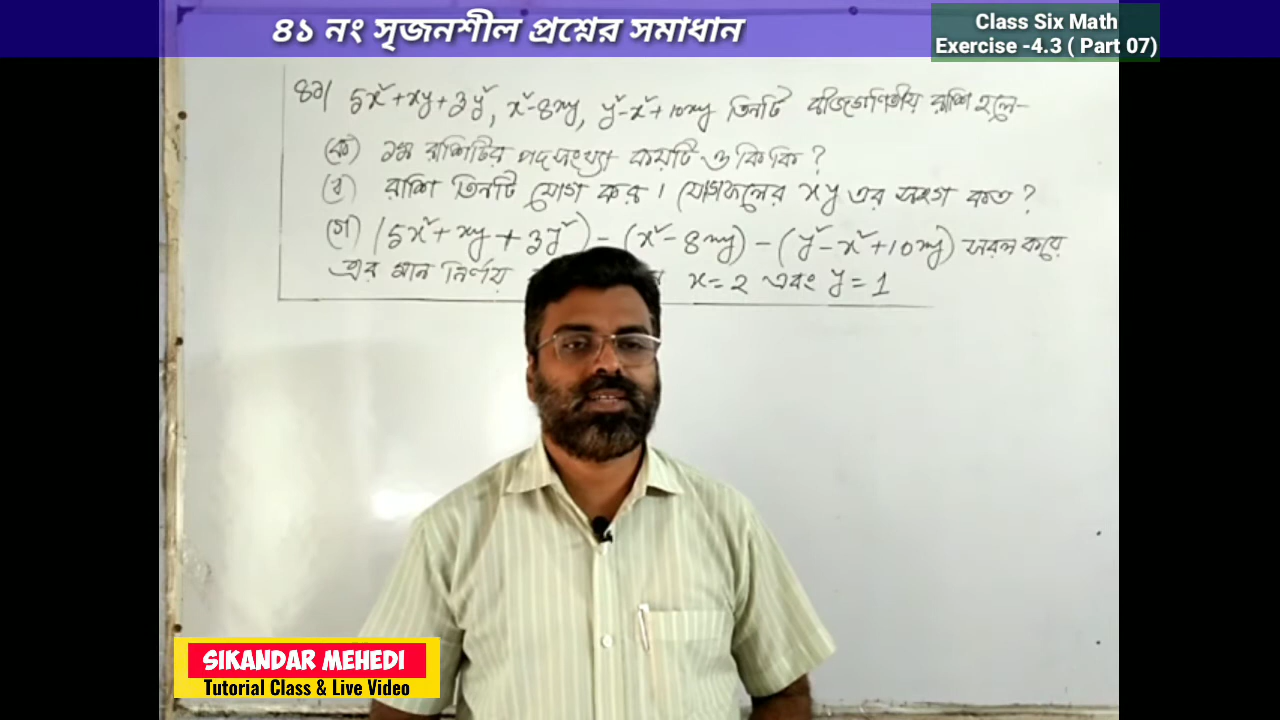 ৪১ নং সৃজনশীল প্রশ্নের সমাধান
Class Six Math
Exercise -4.3 ( Part 07)
৪১| 5x²+xy+3y², x²-8xy, y²-x²+10xy তিনটি বীজগণিতীয় রাশি হলে-
(ক) ১ম রাশিটির পদসংখ্যা কয়টি ও কি কি ?
(খ) রাশি তিনটি যোগ কর। যোগফলের xy এর সহগ কত ?
(গ) (5x²+xy+3y²) - (x²-8xy) - (y²-x²+10xy) সরল করে
এর মান নির্ণয় x=2 এবং y=1
SIKANDAR MEHEDI
Tutorial Class & Live Video